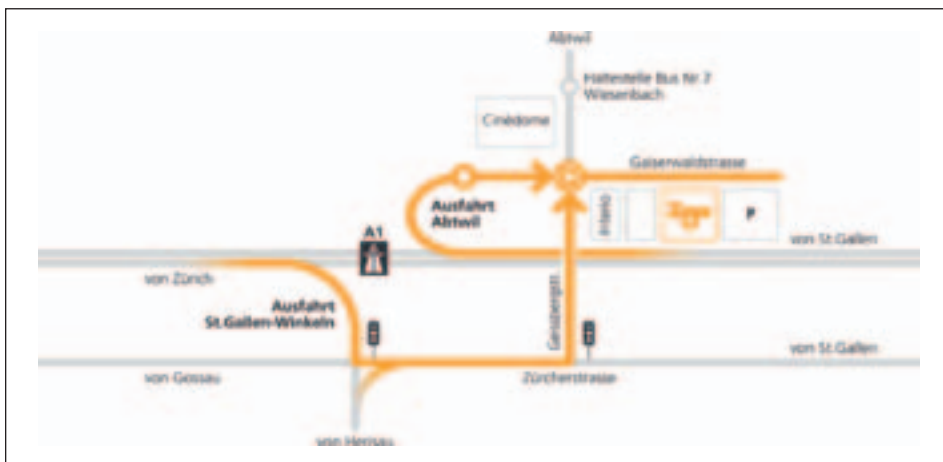 Abtwil
Haltestelle Bus Nr. 7
Wiesenbach
Cinédome
Gaiserwaldstrasse
Ausfahrt
Abtwil
Interio
P
A1
von St.Gallen
von Zürich
Ausfahrt
St.Gallen-Winkeln
Geissbergstr.
von St.Gallen
von Gossau
Zürcherstrasse
von Herisau